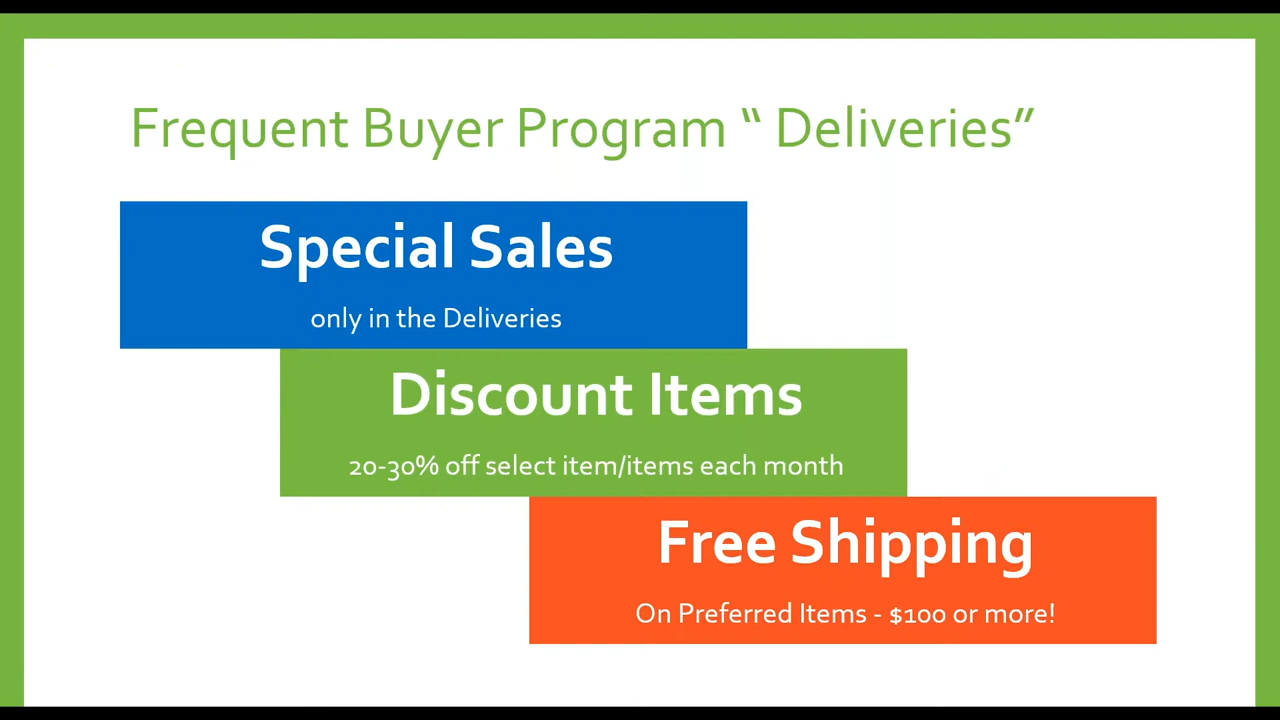 Frequent Buyer Program “ Deliveries”
Special Sales
only in the Deliveries
Discount Items
20-30% off select item/items each month
Free Shipping
On Preferred Items - $100 or more!